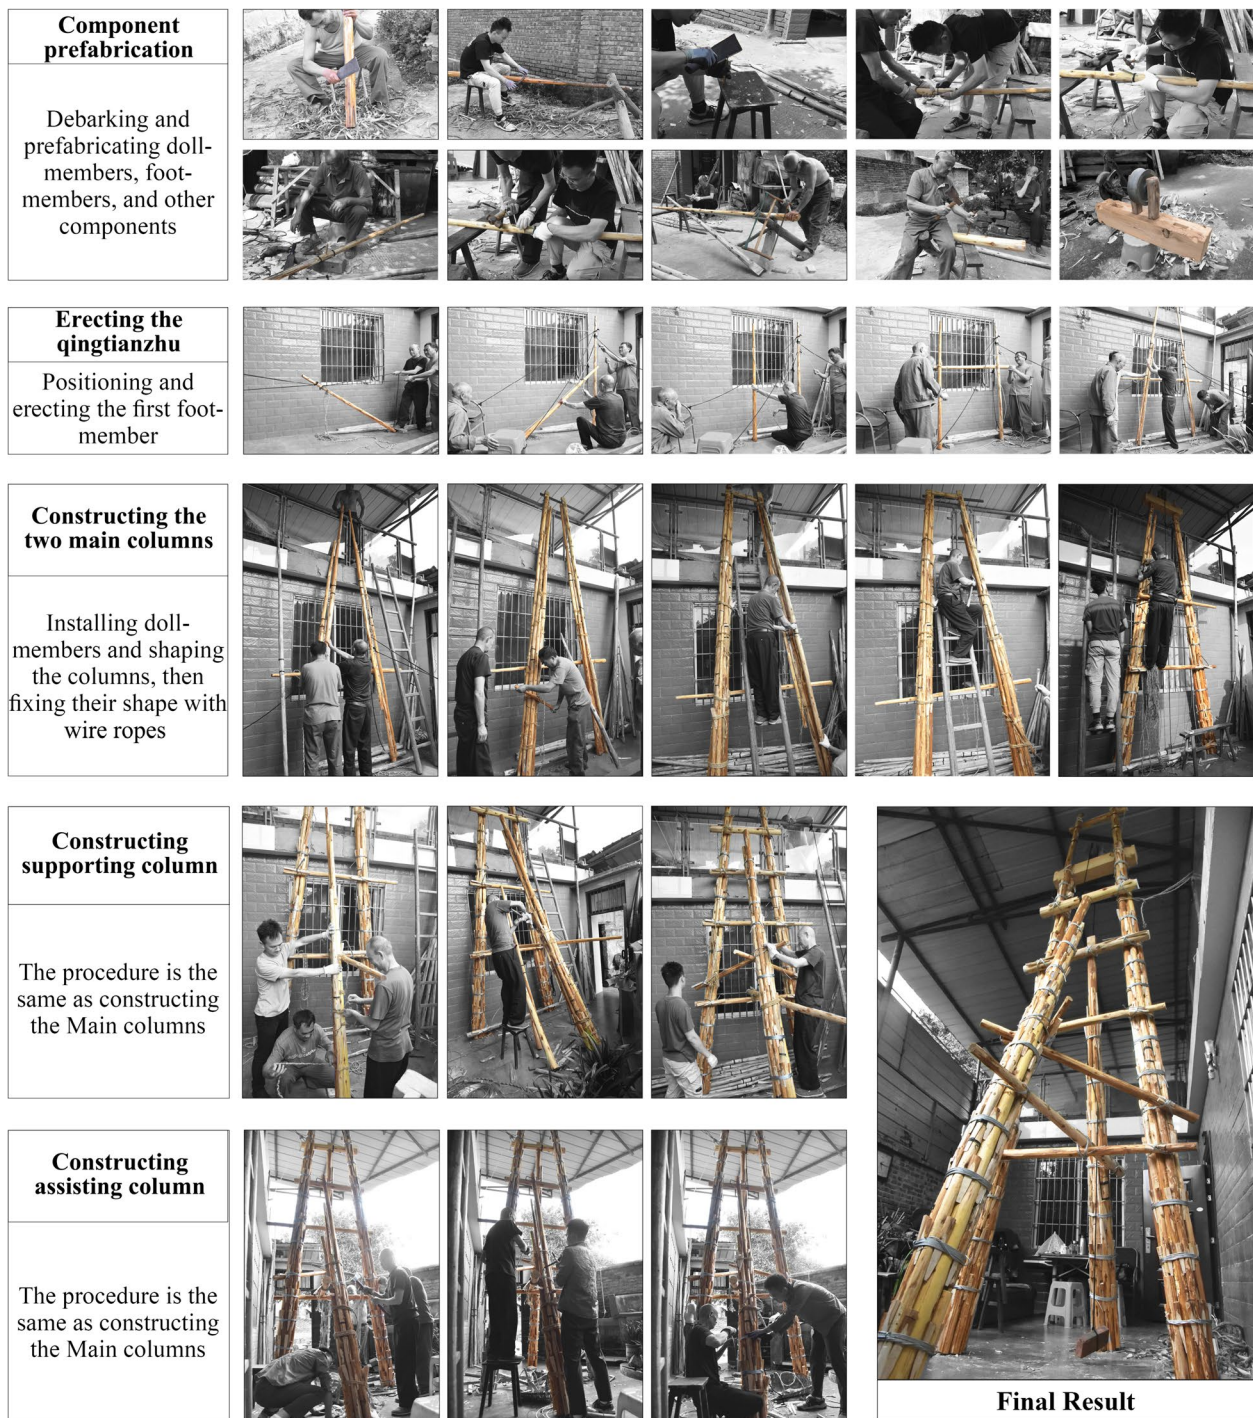 Component
prefabrication
Debarking and
prefabricating doll-
members, foot-
members, and other
components
Erecting the
qingtianzhu
Positioning and
erecting the first foot-
member
Constructing the
two main columns
Installing doll-
members and shaping
the columns, then
fixing their shape with
wire ropes
Constructing
supporting column
The procedure is the
same as constructing
the Main columns
Constructing
assisting column
The procedure is the
same as constructing
the Main columns
Final Result